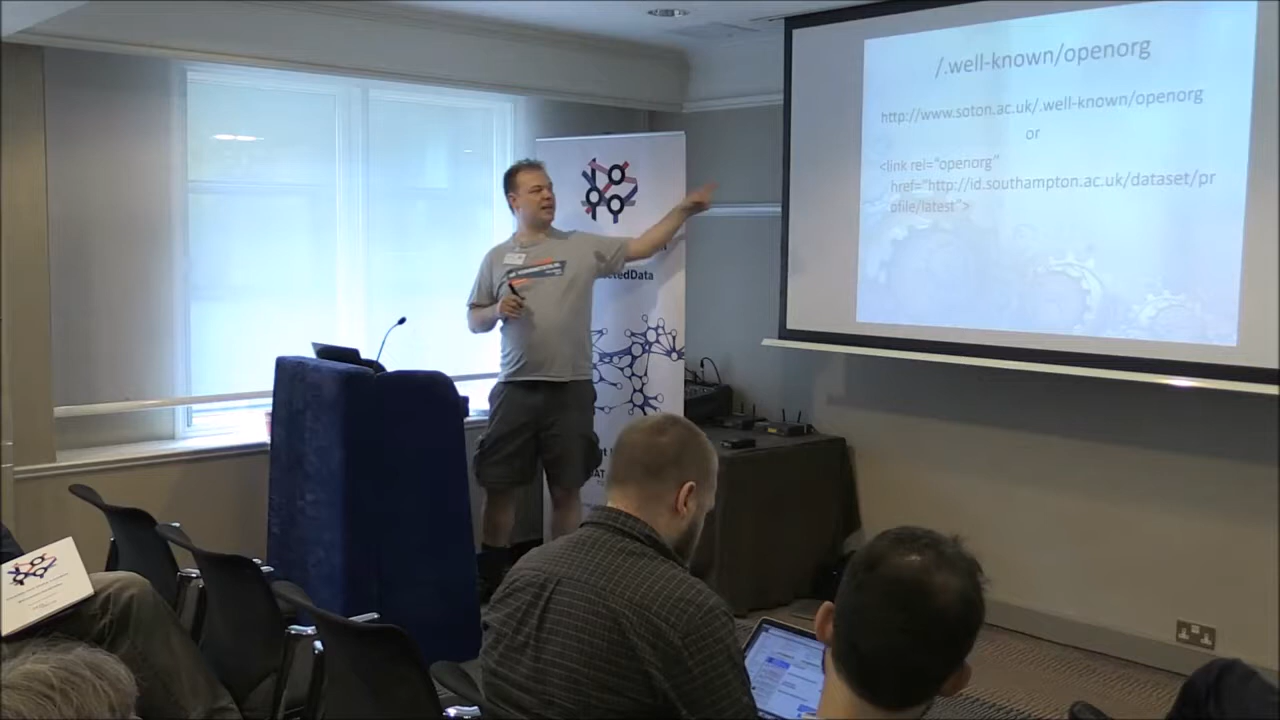 /.well-known/openorg
http://www.soton.ac.uk/.well-known/openorg
or
<link rel="openorg"
href="http://id.southampton.ac.uk/dataset/pr
ofile/latest">
ctedData